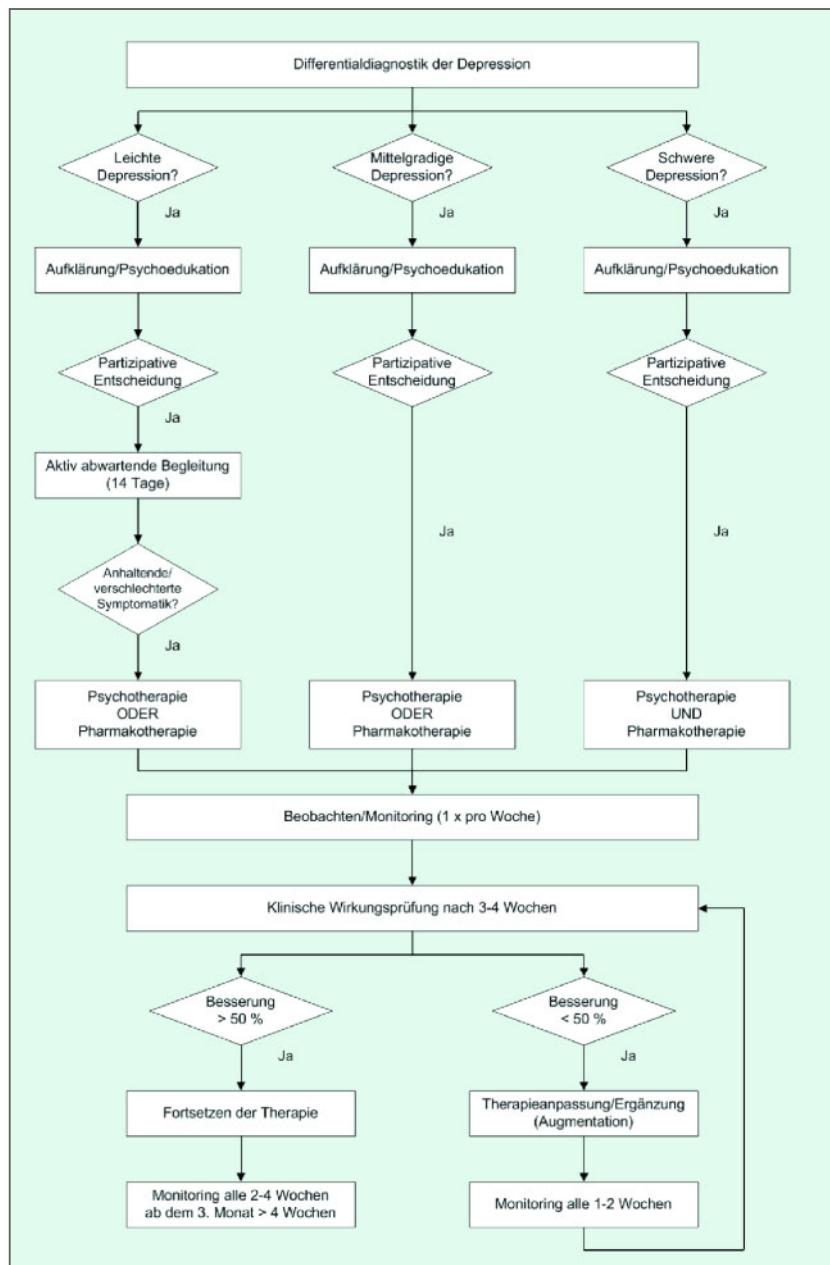 Differentialdiagnostik der Depression
Leichte
Depression?
Mittelgradige
Depression?
Schwere
Depression?
Ja
Ja
Ja
Aufklärung/Psychoedukation
Aufklärung/Psychoedukation
Aufklärung/Psychoedukation
Partizipative
Entscheidung
Partizipative
Entscheidung
Partizipative
Entscheidung
Ja
Aktiv abwartende Begleitung
(14 Tage)
Ja
Ja
Anhaltende/
verschlechterte
Symptomatik?
Ja
Psychotherapie
ODER
Pharmakotherapie
Psychotherapie
ODER
Pharmakotherapie
Psychotherapie
UND
Pharmakotherapie
Beobachten/Monitoring (1 x pro Woche)
Klinische Wirkungsprüfung nach 3-4 Wochen
Besserung
> 50 %
Besserung
< 50 %
Ja
Ja
Fortsetzen der Therapie
Therapieanpassung/Ergänzung
(Augmentation)
Monitoring alle 2-4 Wochen
ab dem 3. Monat > 4 Wochen
Monitoring alle 1-2 Wochen